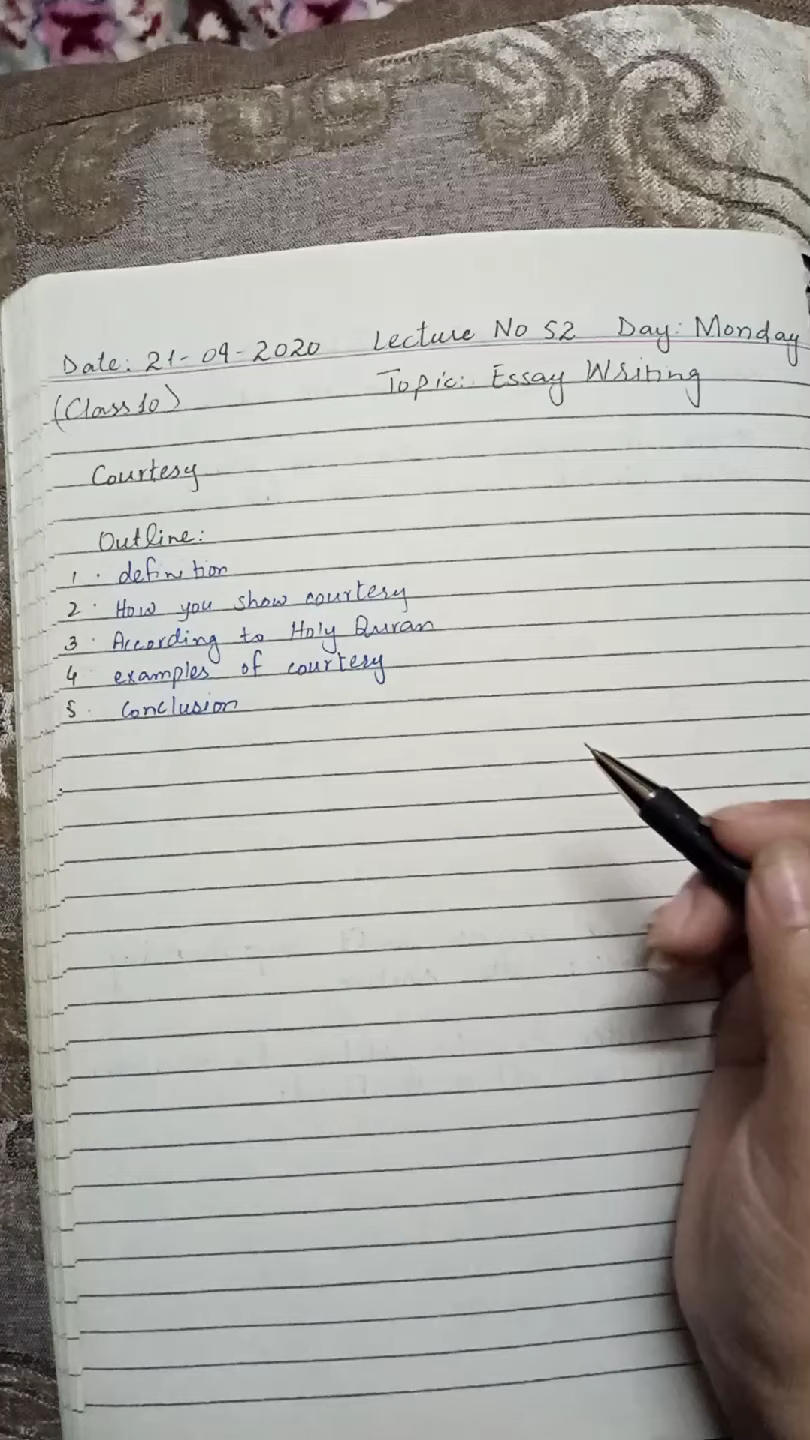 Date: 21-09-2020 Lecture No 52 Day: Monday
(Class 10) Topic: Essay Writing
Courtesy
Outline:
1. definition
2. How you show courtesy
3. According to Holy Quran
4 examples of courtesy
5. Conclusion